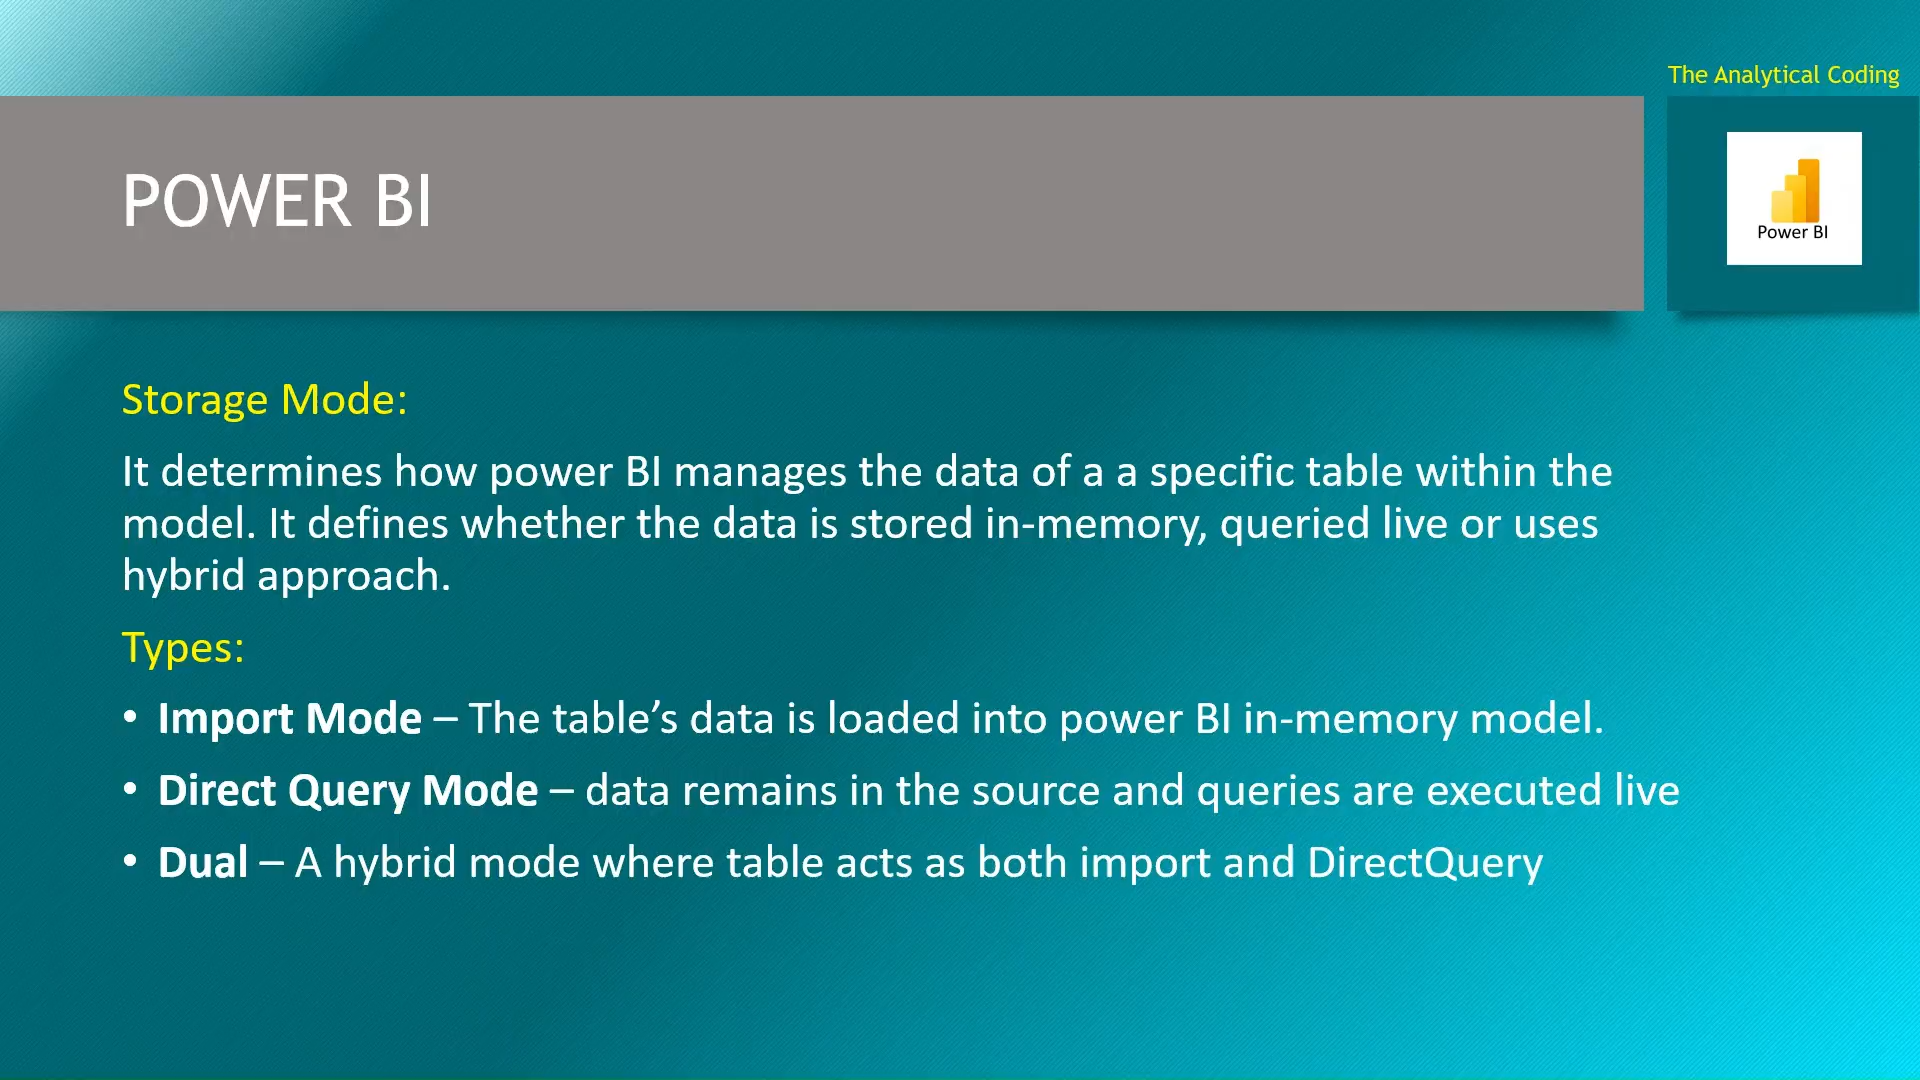 The Analytical Coding
POWER BI
Power BI
Storage Mode:
It determines how power BI manages the data of a a specific table within the
model. It defines whether the data is stored in-memory, queried live or uses
hybrid approach.
Types:
• Import Mode – The table’s data is loaded into power BI in-memory model.
• Direct Query Mode – data remains in the source and queries are executed live
• Dual – A hybrid mode where table acts as both import and DirectQuery